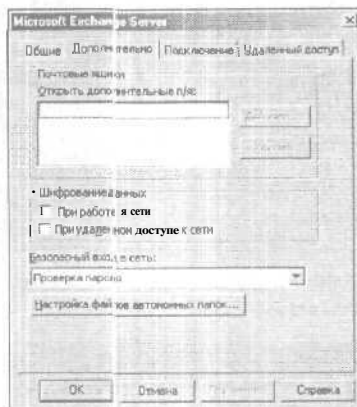 Microsoft Exchange Server
Общие Дополнительно Подключение Удаленный доступ
Почтовые ящики
Открыть дополнительные п/я:
Шифрование данных
При работе я сети
При удаленном доступе к сети
Безопасный вход в сеть:
Проверка пароля
Настройка файлов автономных папок...
OK Отмена Справка